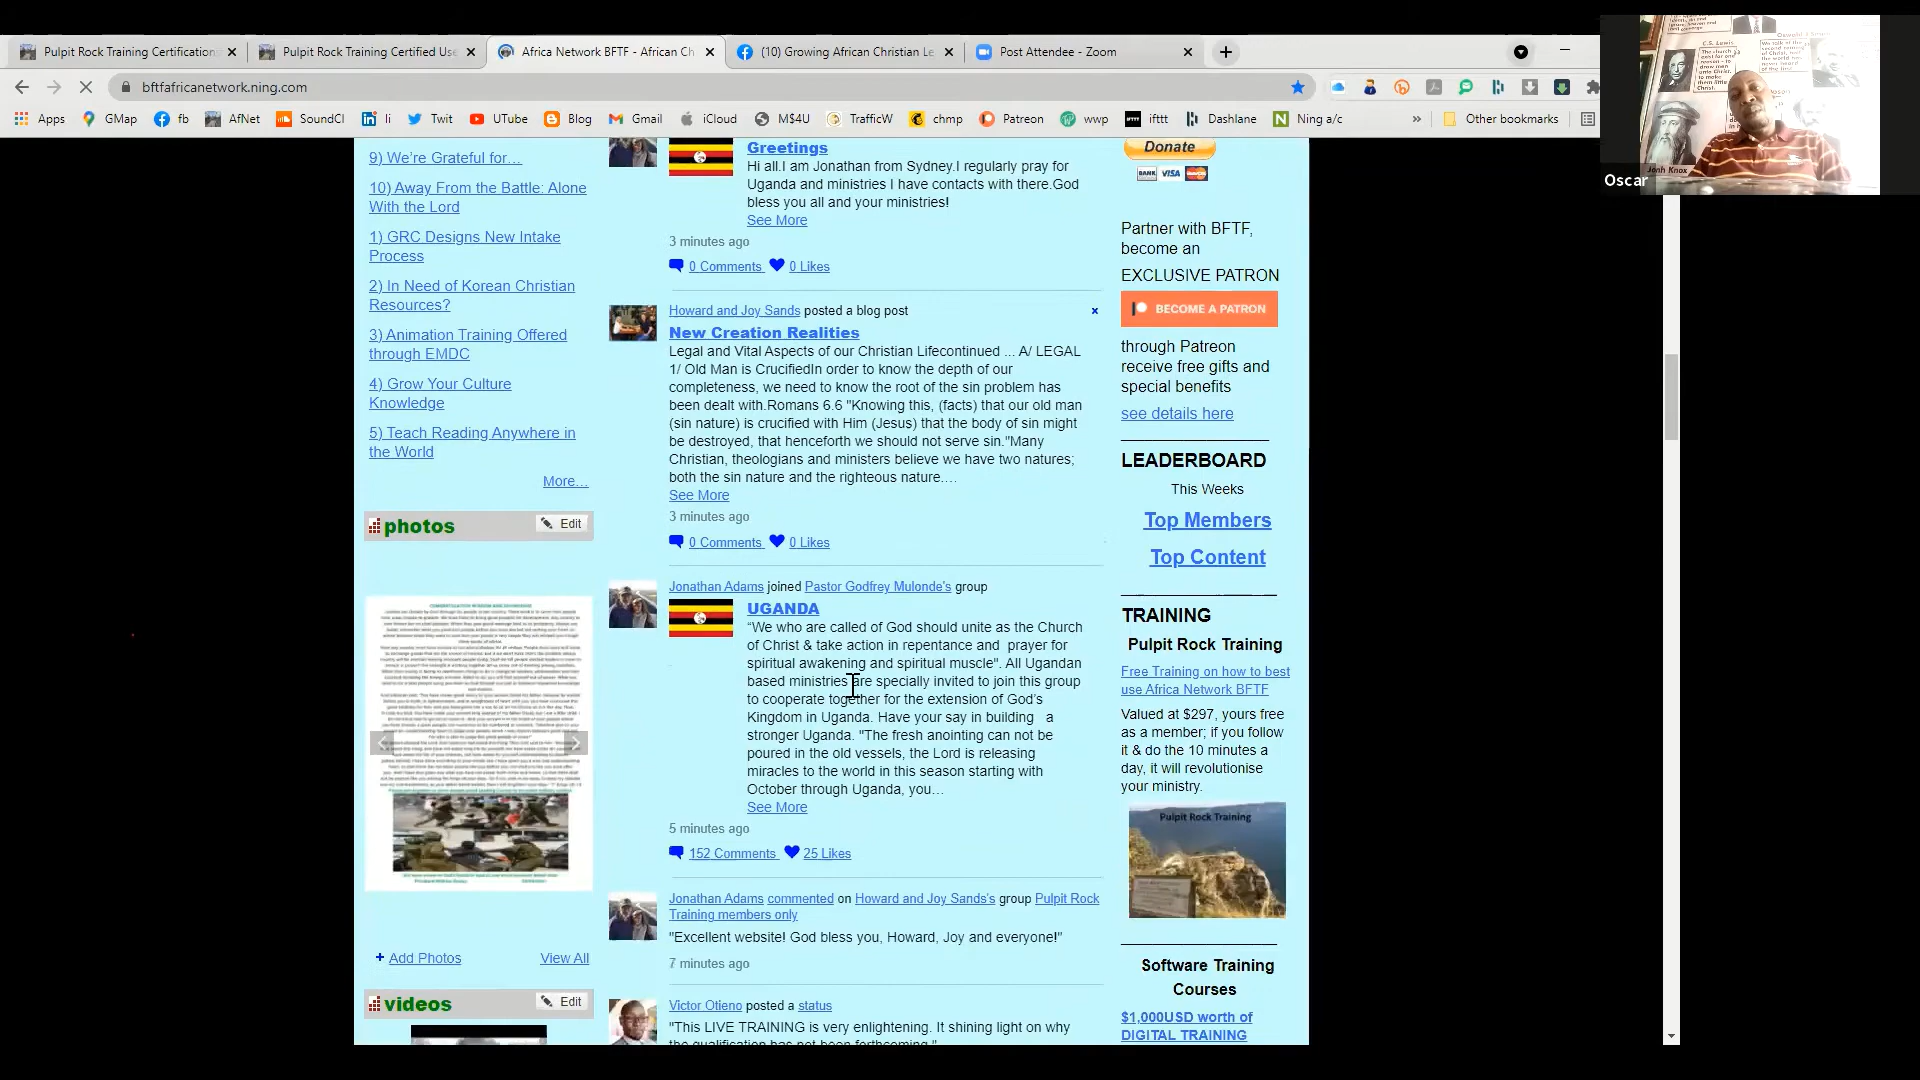 Pulpit Rock Training Certification
Pulpit Rock Training Certified Use
Africa Network BFTF - African Ch
(10) Growing African Christian Le
Post Attendee - Zoom
bftfafricanetwork.ning.com
Apps
GMap
fb
AfNet
SoundCl
li
Twit
UTube
Blog
Gmail
iCloud
M$4U
TrafficW
chmp
Patreon
wwp
ifttt
Dashlane
Ning a/c
Other bookmarks
9) We're Grateful for…
10) Away From the Battle: Alone
With the Lord
1) GRC Designs New Intake
Process
2) In Need of Korean Christian
Resources?
3) Animation Training Offered
through EMDC
4) Grow Your Culture
Knowledge
5) Teach Reading Anywhere in
the World
More…
photos
Edit
+ Add Photos
View All
videos
Edit
Greetings
Hi all.I am Jonathan from Sydney.I regularly pray for
Uganda and ministries I have contacts with there.God
bless you all and your ministries!
See More
3 minutes ago
0 Comments 0 Likes
Howard and Joy Sands posted a blog post
New Creation Realities
Legal and Vital Aspects of our Christian Lifecontinued ... A/ LEGAL
1/ Old Man is CrucifiedIn order to know the depth of our
completeness, we need to know the root of the sin problem has
been dealt with.Romans 6.6 "Knowing this, (facts) that our old man
(sin nature) is crucified with Him (Jesus) that the body of sin might
be destroyed, that henceforth we should not serve sin."Many
Christian, theologians and ministers believe we have two natures;
both the sin nature and the righteous nature.…
See More
3 minutes ago
0 Comments 0 Likes
Jonathan Adams joined Pastor Godfrey Mulonde's group
UGANDA
“We who are called of God should unite as the Church
of Christ & take action in repentance and prayer for
spiritual awakening and spiritual muscle". All Ugandan
based ministries are specially invited to join this group
to cooperate together for the extension of God’s
Kingdom in Uganda. Have your say in building a
stronger Uganda. "The fresh anointing can not be
poured in the old vessels, the Lord is releasing
miracles to the world in this season starting with
October through Uganda, you…
See More
5 minutes ago
152 Comments 25 Likes
Jonathan Adams commented on Howard and Joy Sands's group Pulpit Rock
Training members only
"Excellent website! God bless you, Howard, Joy and everyone!"
7 minutes ago
Victor Otieno posted a status
"This LIVE TRAINING is very enlightening. It shining light on why
the qualification has not been forthcoming."
Donate
BANK VISA
Partner with BFTF,
become an
EXCLUSIVE PATRON
BECOME A PATRON
through Patreon
receive free gifts and
special benefits
see details here
LEADERBOARD
This Weeks
Top Members
Top Content
TRAINING
Pulpit Rock Training
Free Training on how to best
use Africa Network BFTF
Valued at $297, yours free
as a member; if you follow
it & do the 10 minutes a
day, it will revolutionise
your ministry.
Pulpit Rock Training
Software Training
Courses
$1,000USD worth of
DIGITAL TRAINING
C.S. Lewis
Jonh Knox
Oscar